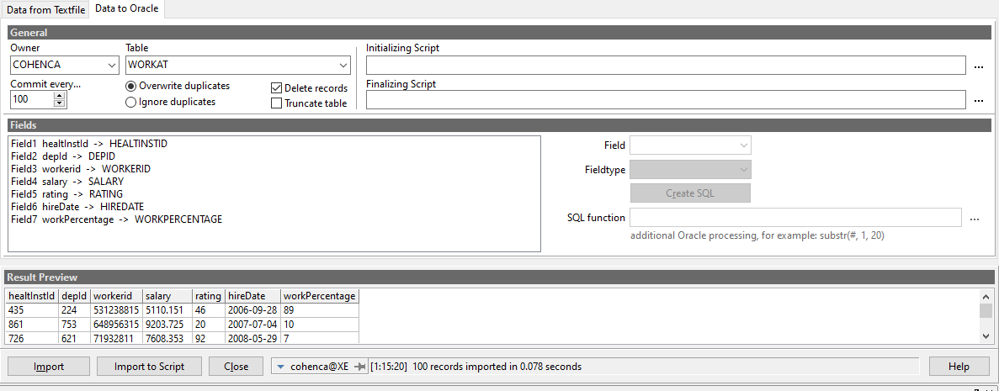 Data from Textfile Data to Oracle
General
Owner Table Initializing Script
COHENCA WORKAT ...
Commit every... Overwrite duplicates Delete records Finalizing Script
100 Ignore duplicates Truncate table ...
Fields
Field1 healtInstId -> HEALTINSTID
Field2 depId -> DEPID
Field3 workerid -> WORKERID
Field4 salary -> SALARY
Field5 rating -> RATING
Field6 hireDate -> HIREDATE
Field7 workPercentage -> WORKPERCENTAGE
Field
Fieldtype
Create SQL
SQL function ...
additional Oracle processing, for example: substr(#, 1, 20)
Result Preview
healtInstId depId workerid salary rating hireDate workPercentage
435 224 531238815 5110.151 46 2006-09-28 89
861 753 648956315 9203.725 20 2007-07-04 10
726 621 71932811 7608.353 92 2008-05-29 7
Import Import to Script Close cohenca@XE [1:15:20] 100 records imported in 0.078 seconds Help